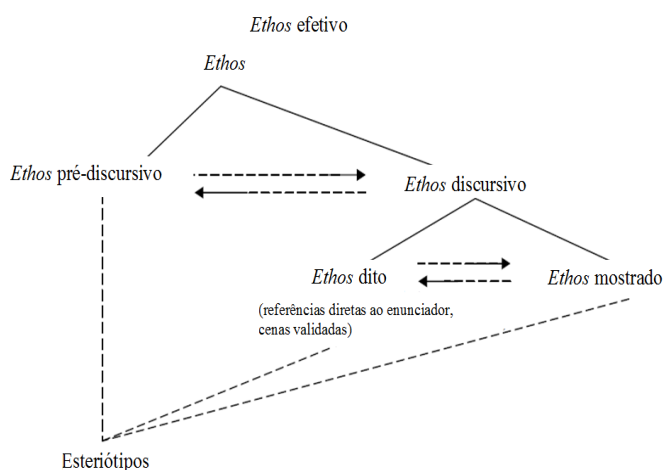 Ethos efetivo
Ethos
Ethos pré-discursivo
Ethos discursivo
Ethos dito
Ethos mostrado
(referências diretas ao enunciador,
cenas validadas)
Esteriótipos